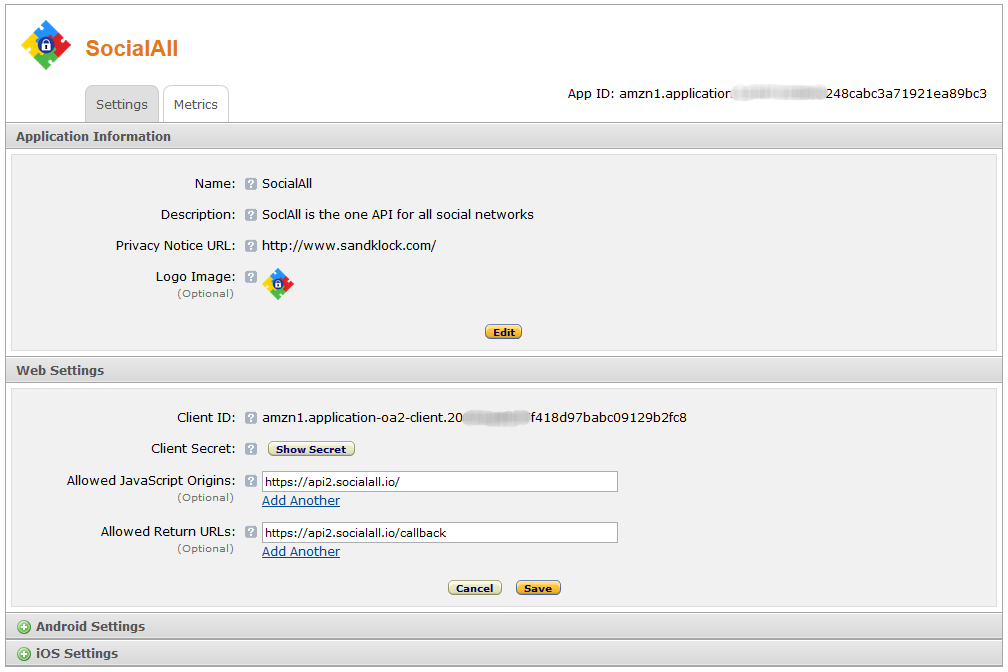 SocialAll
Settings
Metrics
App ID: amzn1.application 248cabc3a71921ea89bc3
Application Information
Name: ? SocialAll
Description: ? SoclAll is the one API for all social networks
Privacy Notice URL: ? http://www.sandklock.com/
Logo Image: ?
(Optional)
Edit
Web Settings
Client ID: ? amzn1.application-oa2-client.20 f418d97babc09129b2fc8
Client Secret: ? Show Secret
Allowed JavaScript Origins: ? https://api2.socialall.io/
(Optional) Add Another
Allowed Return URLs: ? https://api2.socialall.io/callback
(Optional) Add Another
Cancel Save
Android Settings
iOS Settings